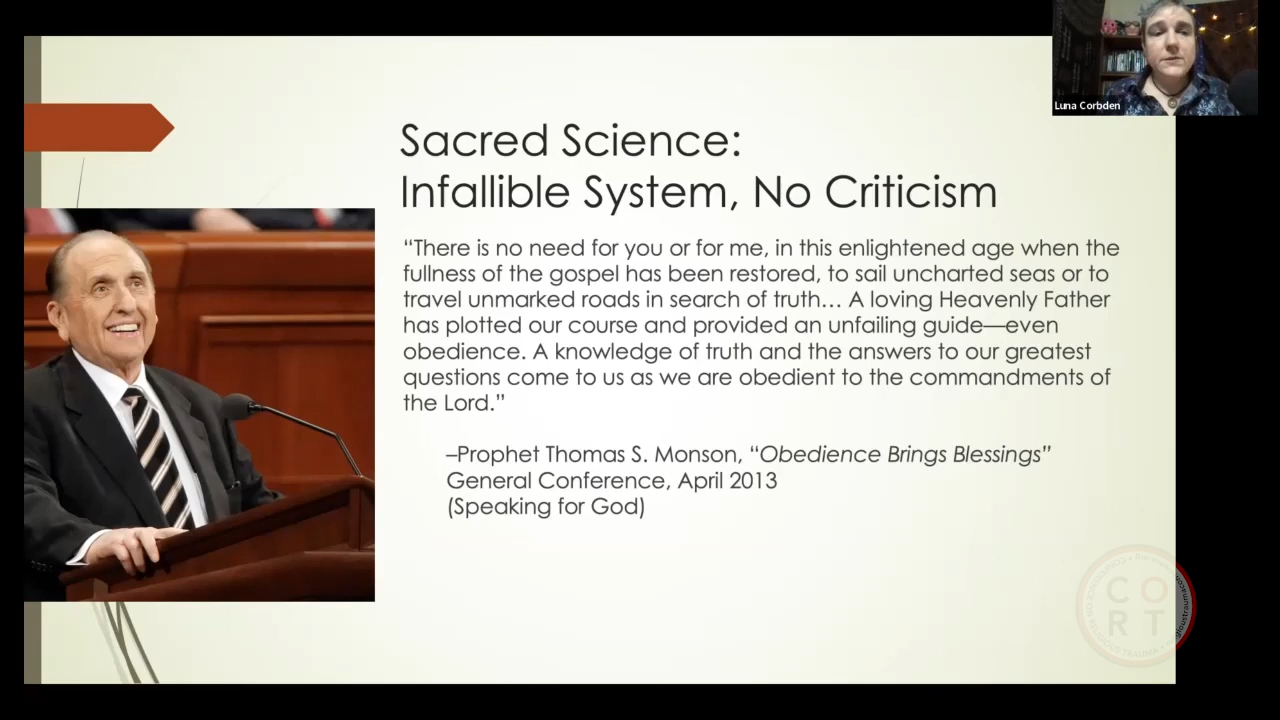 Luna Corbden
Sacred Science:
Infallible System, No Criticism
“There is no need for you or for me, in this enlightened age when the
fullness of the gospel has been restored, to sail uncharted seas or to
travel unmarked roads in search of truth… A loving Heavenly Father
has plotted our course and provided an unfailing guide—even
obedience. A knowledge of truth and the answers to our greatest
questions come to us as we are obedient to the commandments of
the Lord.”
–Prophet Thomas S. Monson, “Obedience Brings Blessings”
General Conference, April 2013
(Speaking for God)
CO
RT